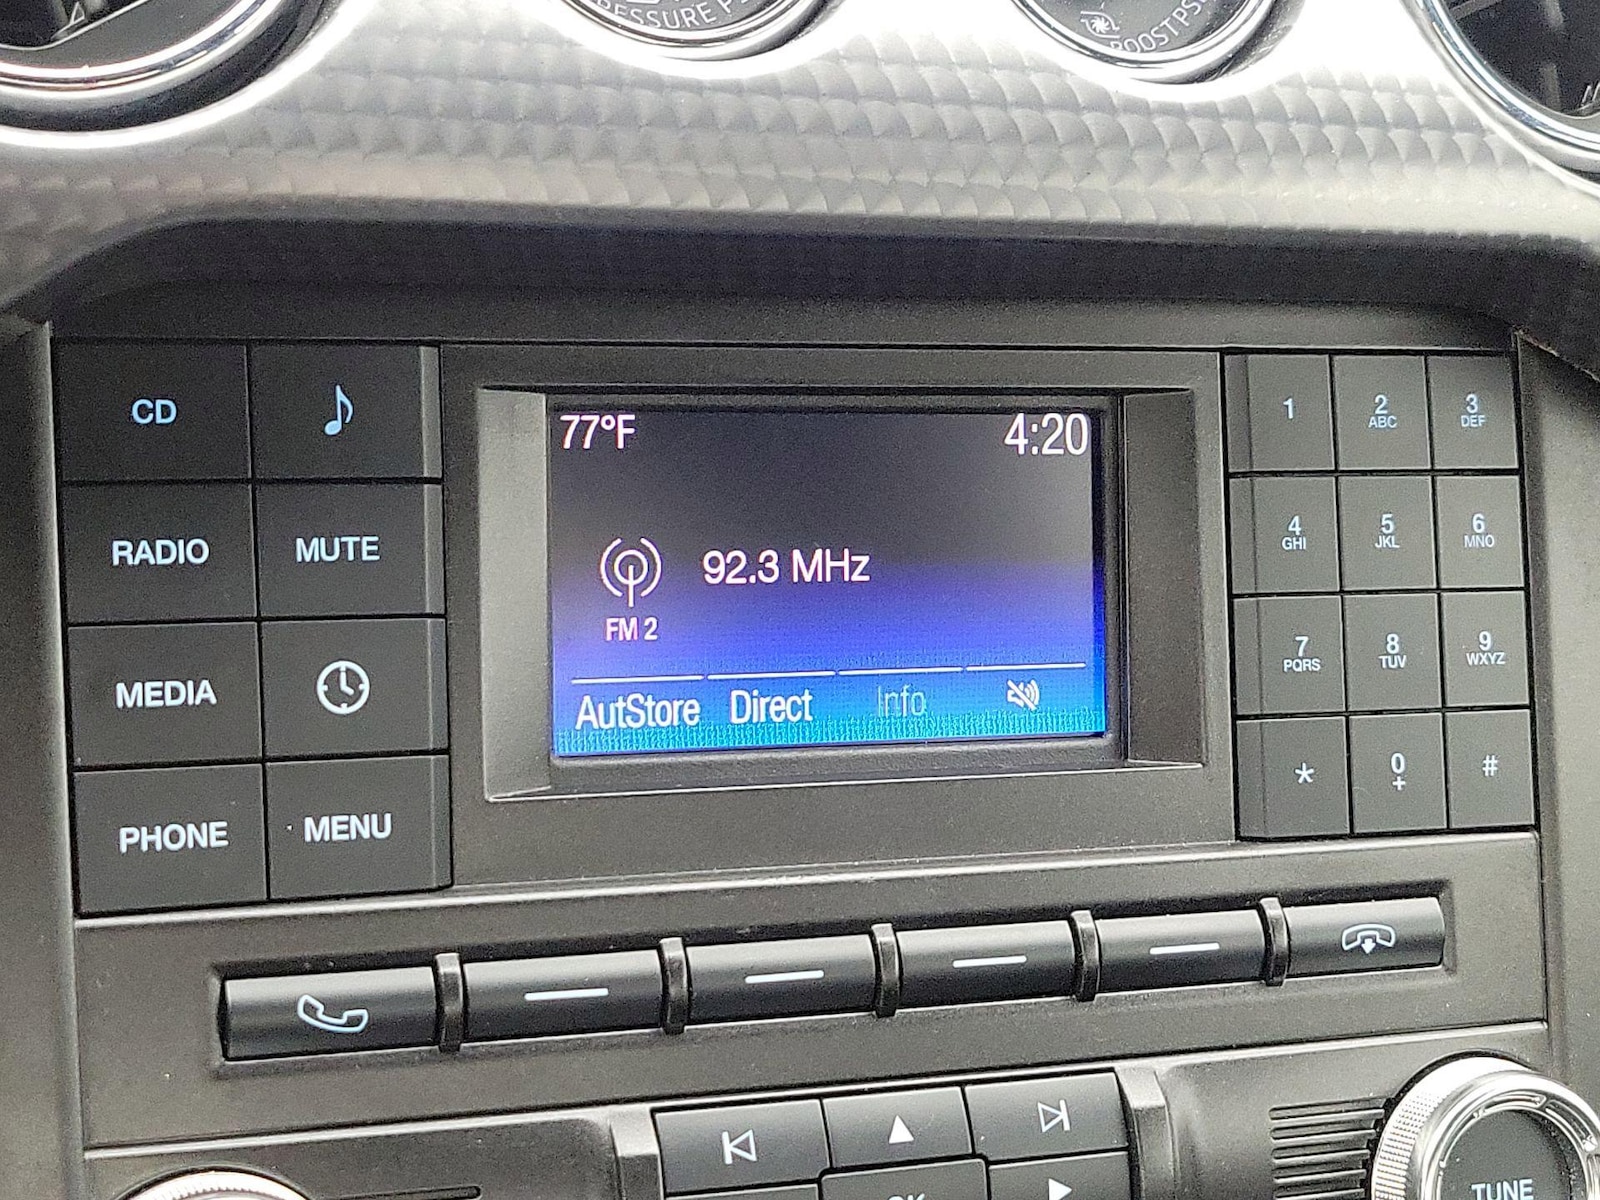 PRESSURE
BOOST PSI
CD
RADIO
MUTE
MEDIA
PHONE
MENU
77°F
4:20
92.3 MHz
FM 2
AutStore
Direct
Info
1
2
ABC
3
DEF
4
GHI
5
JKL
6
MNO
7
PQRS
8
TUV
9
WXYZ
*
0
+
#
OK
TUNE